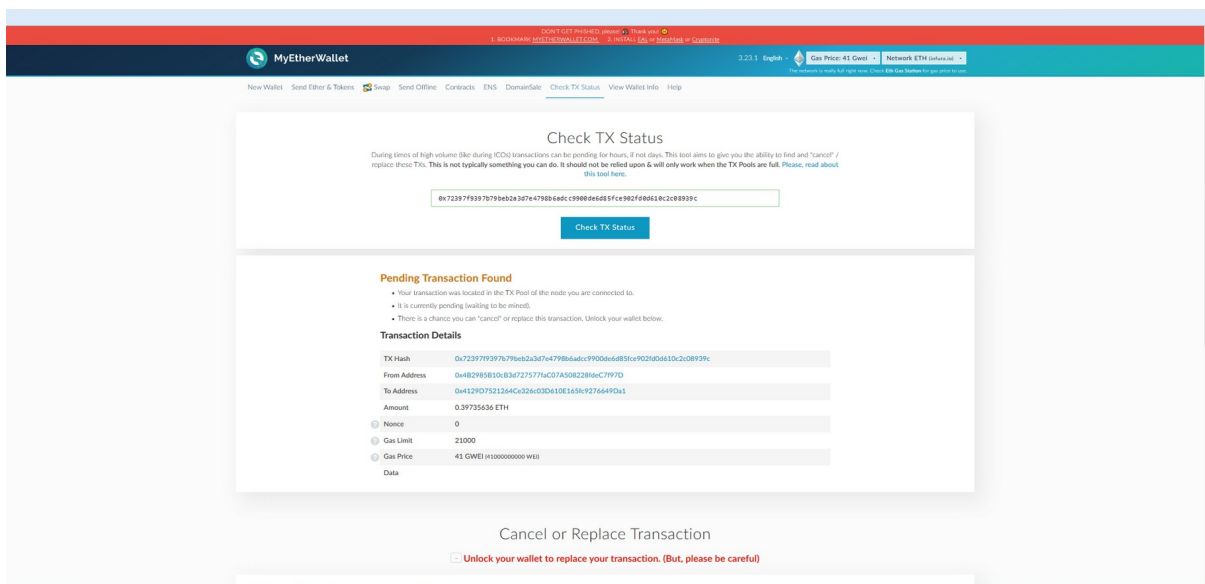 DON'T GET PHISHED, please! Thank you!
1. BOOKMARK MYETHERWALLET.COM 2. INSTALL EAL or MetaMask or Cryptonite
MyEtherWallet
3.23.1 English
Gas Price: 41 Gwei
Network ETH (infura.io)
The network is really full right now. Check Eth Gas Station for gas price to use.
New Wallet Send Ether & Tokens Swap Send Offline Contracts ENS DomainSale Check TX Status View Wallet Info Help
Check TX Status
During times of high volume (like during ICOs) transactions can be pending for hours, if not days. This tool aims to give you the ability to find and "cancel" /
replace these TXs. This is not typically something you can do. It should not be relied upon & will only work when the TX Pools are full. Please, read about
this tool here.
0x72397f9397b79beb2a3d7e4798b6adcc9900de6d85fce902fd0d610c2c08939c
Check TX Status
Pending Transaction Found
• Your transaction was located in the TX Pool of the node you are connected to.
• It is currently pending (waiting to be mined).
• There is a chance you can "cancel" or replace this transaction. Unlock your wallet below.
Transaction Details
TX Hash 0x72397f9397b79beb2a3d7e4798b6adcc9900de6d85fce902fd0d610c2c08939c
From Address 0x4B2985B10cB3d727577faC07A508228fdeC7f97D
To Address 0x4129D7521264Ce326c03D610E165fc9276649Da1
Amount 0.39735636 ETH
Nonce 0
Gas Limit 21000
Gas Price 41 GWEI (41000000000 WEI)
Data
Cancel or Replace Transaction
- Unlock your wallet to replace your transaction. (But, please be careful)